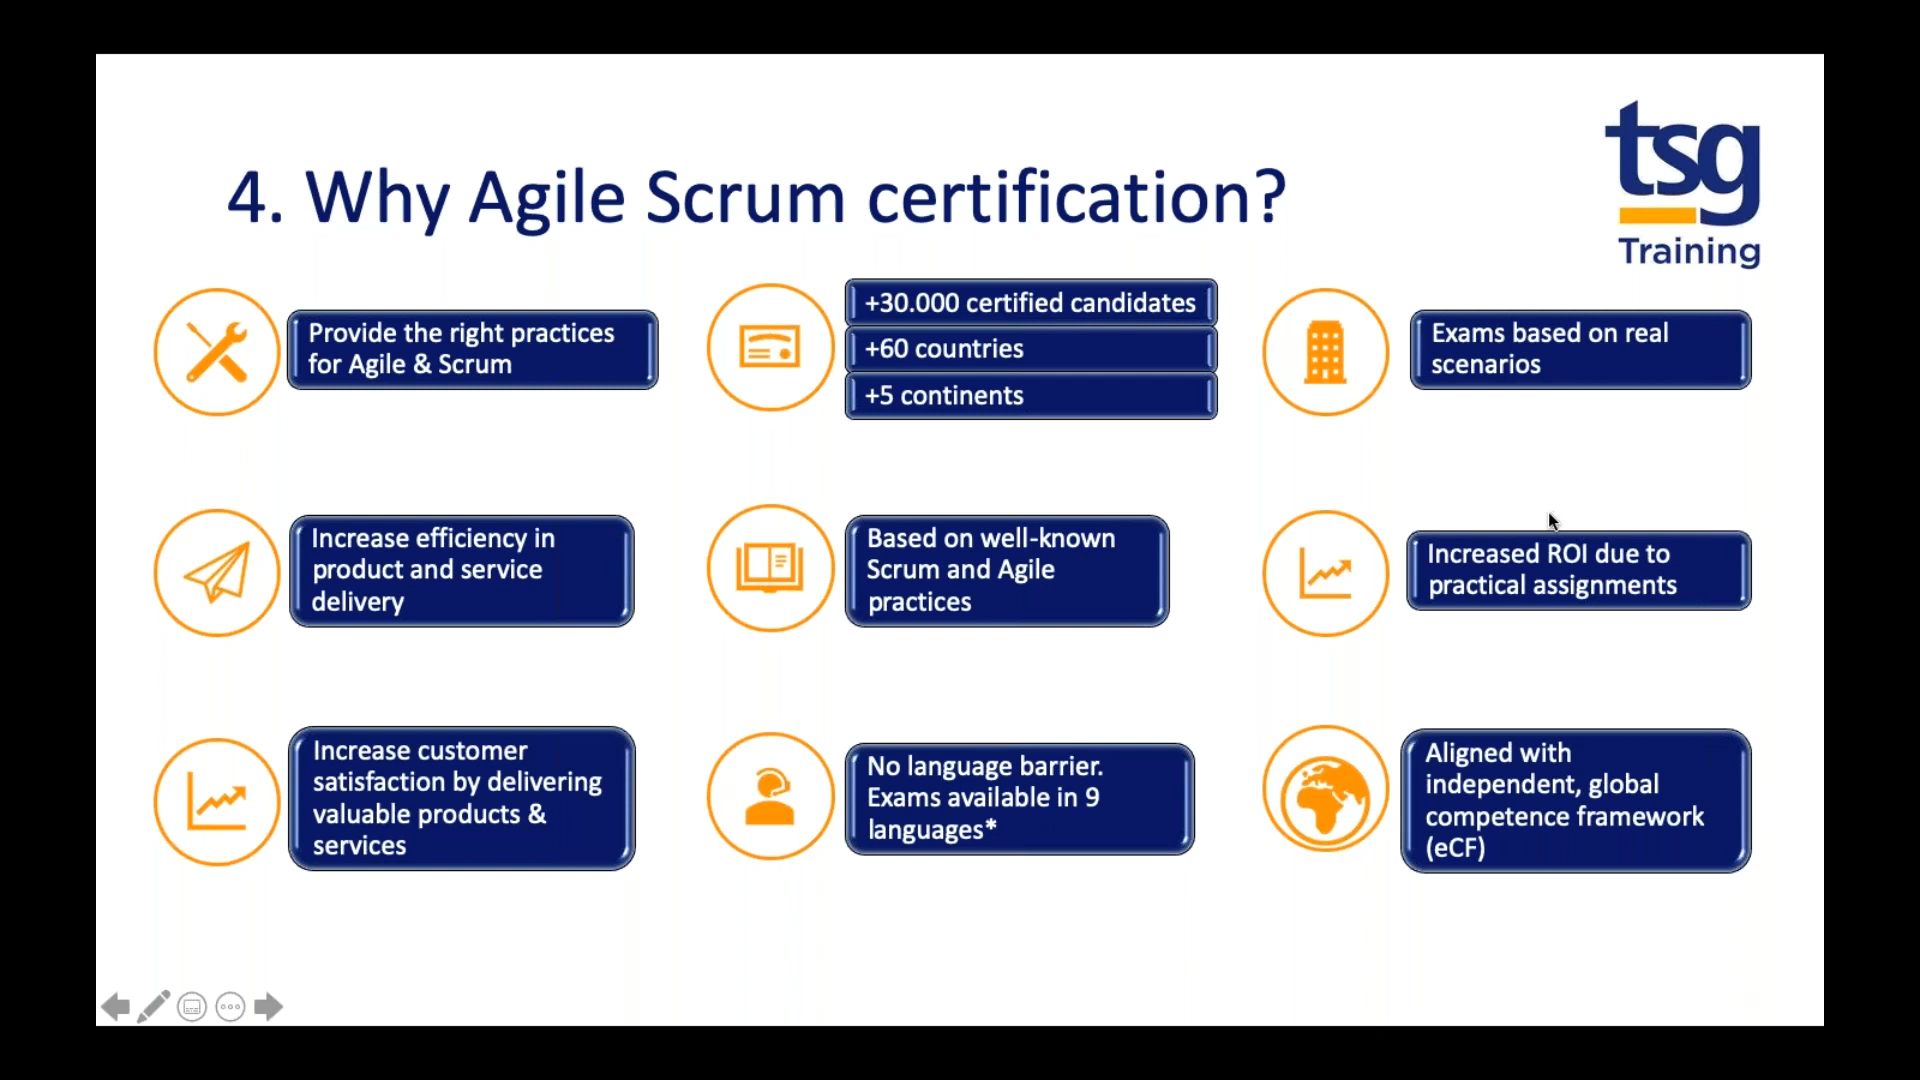 tsg
Training
4. Why Agile Scrum certification?
Provide the right practices
for Agile & Scrum
+30.000 certified candidates
+60 countries
+5 continents
Exams based on real
scenarios
Increase efficiency in
product and service
delivery
Based on well-known
Scrum and Agile
practices
Increased ROI due to
practical assignments
Increase customer
satisfaction by delivering
valuable products &
services
No language barrier.
Exams available in 9
languages*
Aligned with
independent, global
competence framework
(eCF)